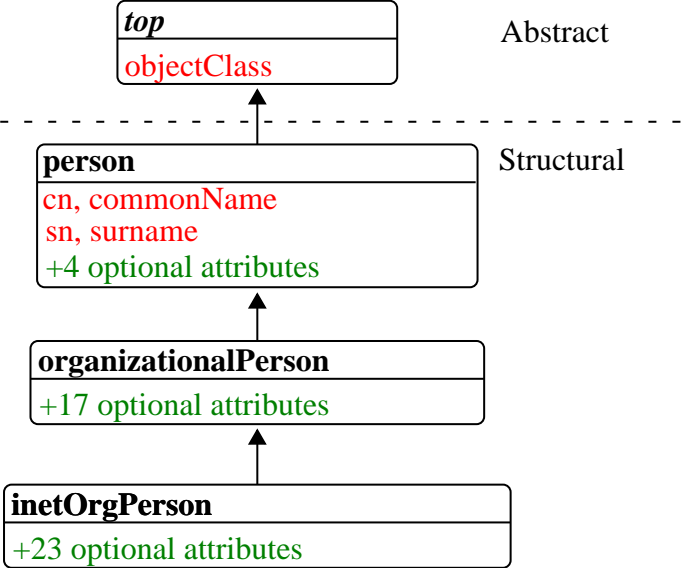 top
Abstract
objectClass
person
Structural
cn, commonName
sn, surname
+4 optional attributes
organizationalPerson
+17 optional attributes
inetOrgPerson
+23 optional attributes